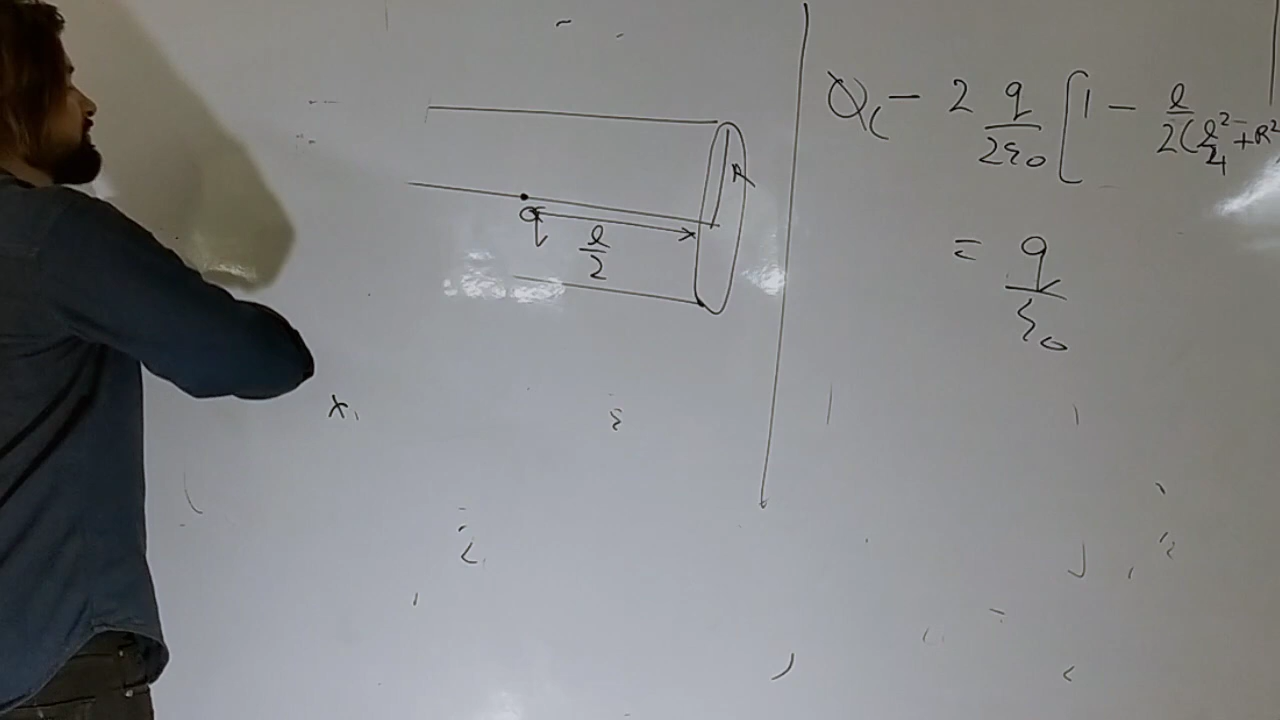 R
q
l/2
x
Q( - 2 q/2ε0 [1 - l/2(l²/4 + R²
= q/ε0